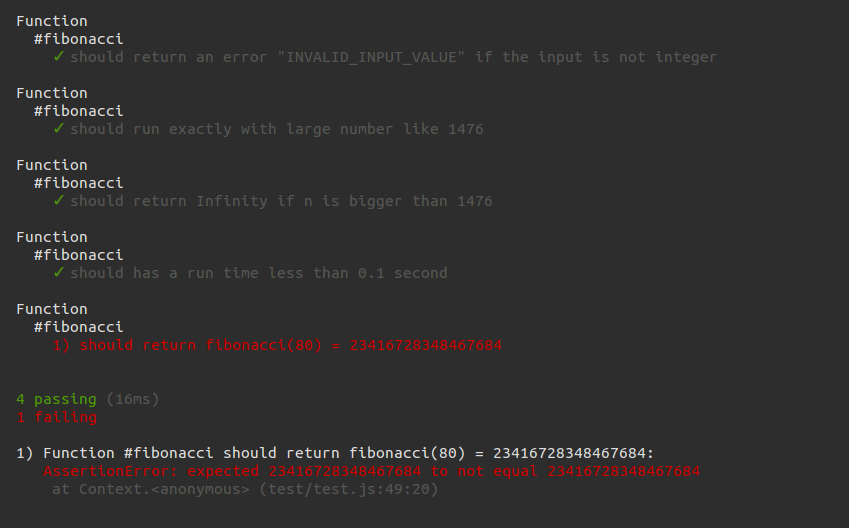 Function
#fibonacci
✓ should return an error "INVALID_INPUT_VALUE" if the input is not integer
Function
#fibonacci
✓ should run exactly with large number like 1476
Function
#fibonacci
✓ should return Infinity if n is bigger than 1476
Function
#fibonacci
✓ should has a run time less than 0.1 second
Function
#fibonacci
1) should return fibonacci(80) = 23416728348467684
4 passing (16ms)
1 failing
1) Function #fibonacci should return fibonacci(80) = 23416728348467684:
AssertionError: expected 23416728348467684 to not equal 23416728348467684
at Context.<anonymous> (test/test.js:49:20)